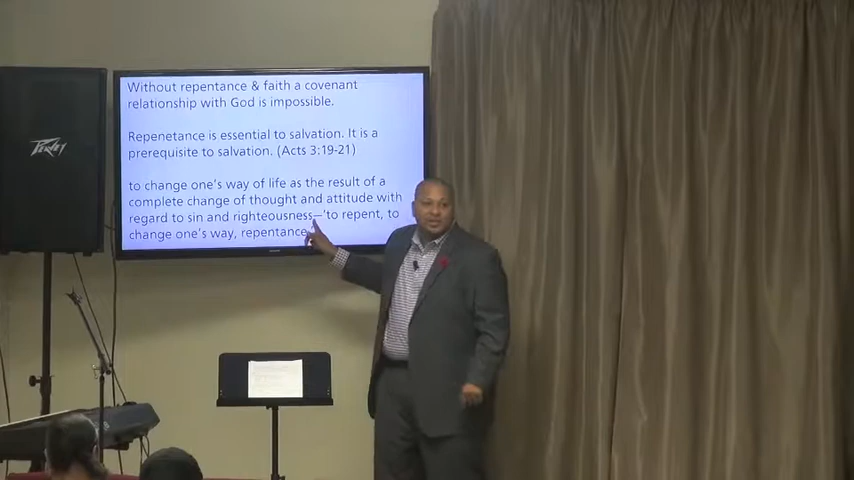 PEAVEY
Without repentance & faith a covenant
relationship with God is impossible.
Repenetance is essential to salvation. It is a
prerequisite to salvation. (Acts 3:19-21)
to change one's way of life as the result of a
complete change of thought and attitude with
regard to sin and righteousness—'to repent, to
change one's way, repentance